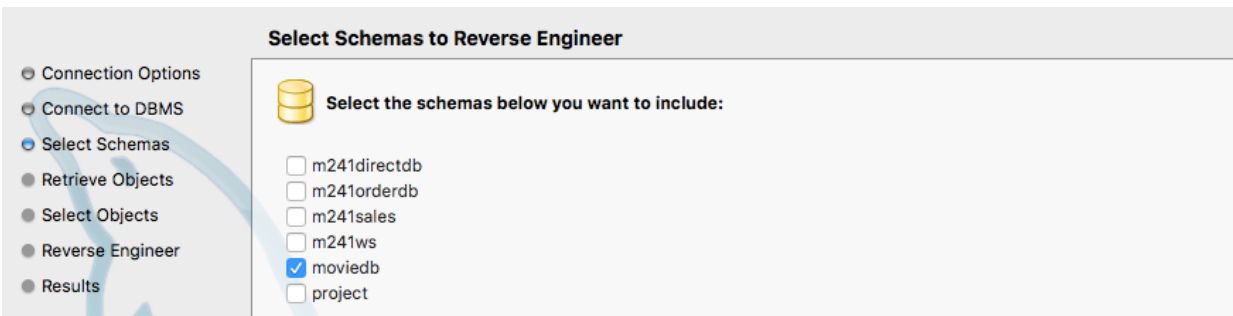 Select Schemas to Reverse Engineer
Connection Options
Connect to DBMS
Select Schemas
Retrieve Objects
Select Objects
Reverse Engineer
Results
Select the schemas below you want to include:
m241directdb
m241orderdb
m241sales
m241ws
moviedb
project